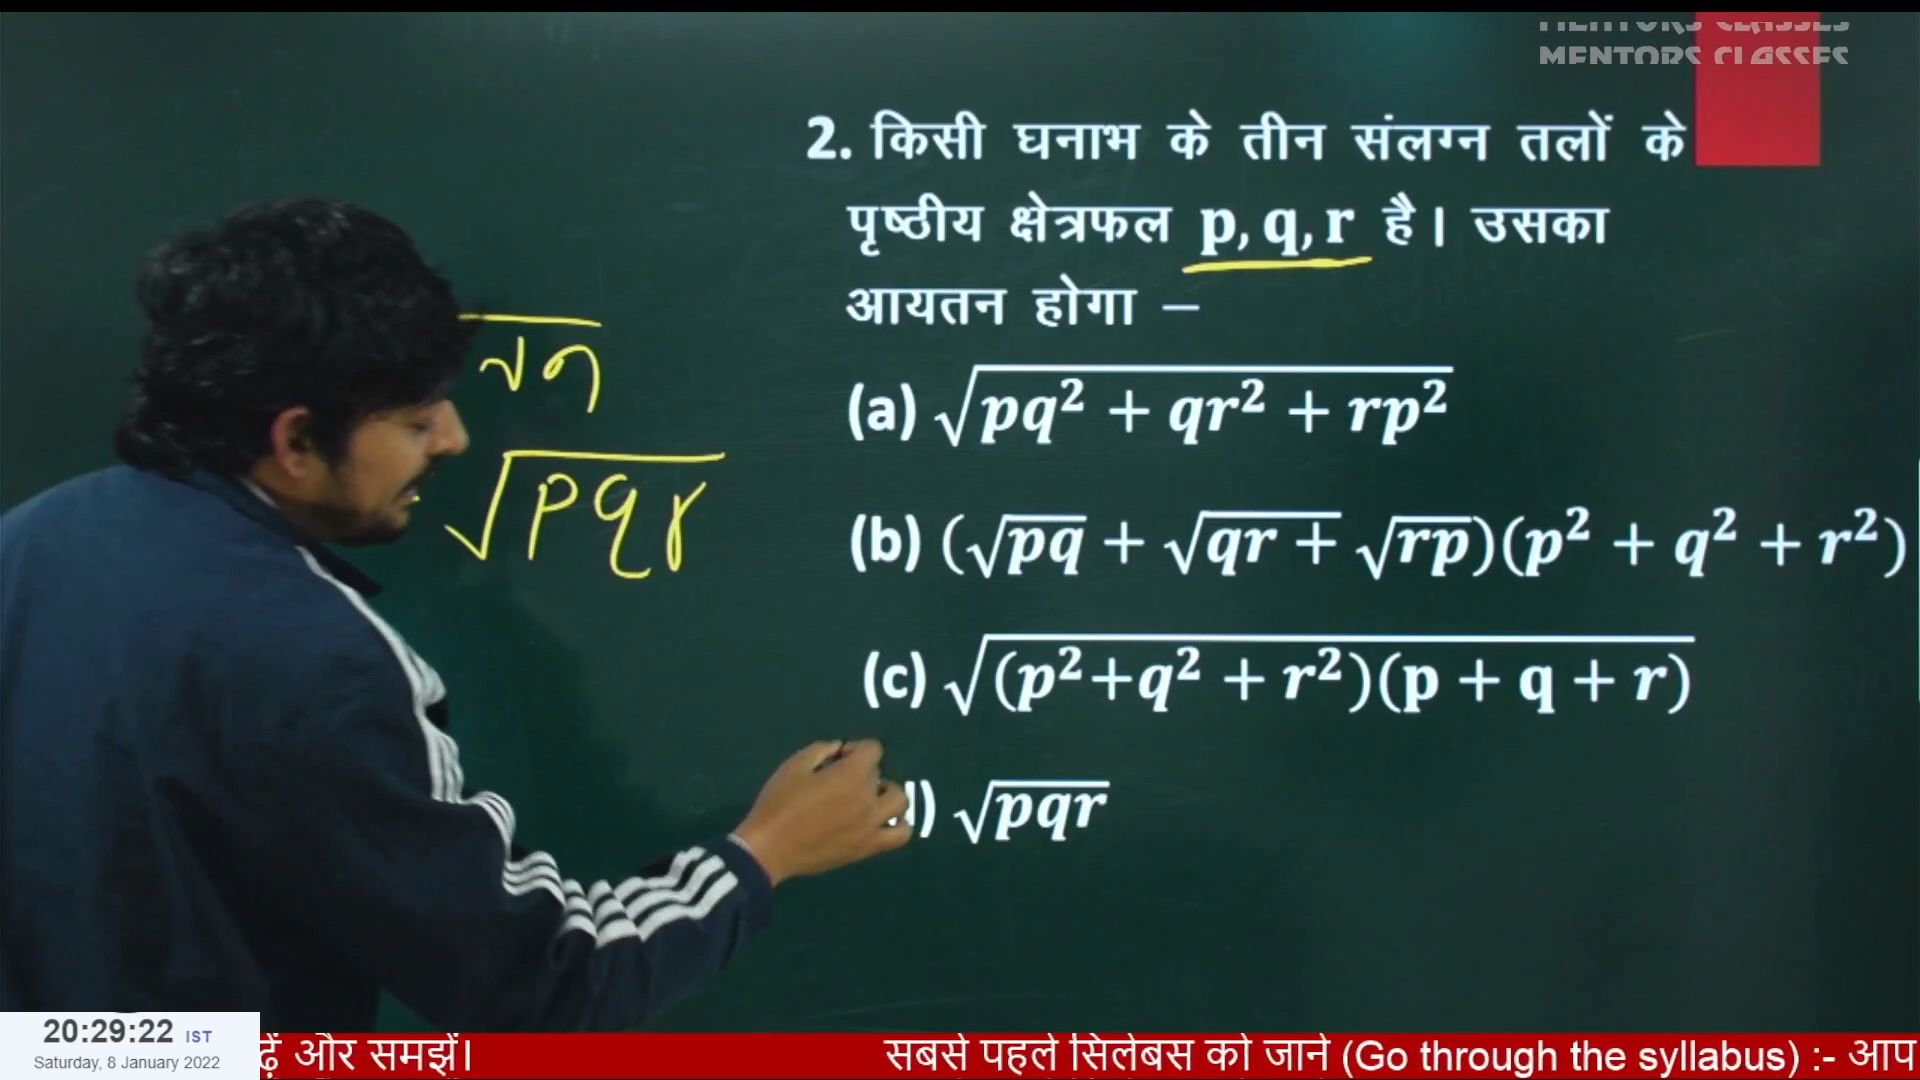 MENTORS CLASSES
MENTORS CLASSES
2. किसी घनाभ के तीन संलग्न तलों के
पृष्ठीय क्षेत्रफल p, q, r है। उसका
आयतन होगा –
(a) √(pq² + qr² + rp²)
(b) (√pq + √qr + √rp)(p² + q² + r²)
(c) √((p²+q² + r²)(p + q + r))
d) √pqr
√pqr
20:29:22 IST
Saturday, 8 January 2022
ढ़ें और समझें।
सबसे पहले सिलेबस को जाने (Go through the syllabus) :- आप